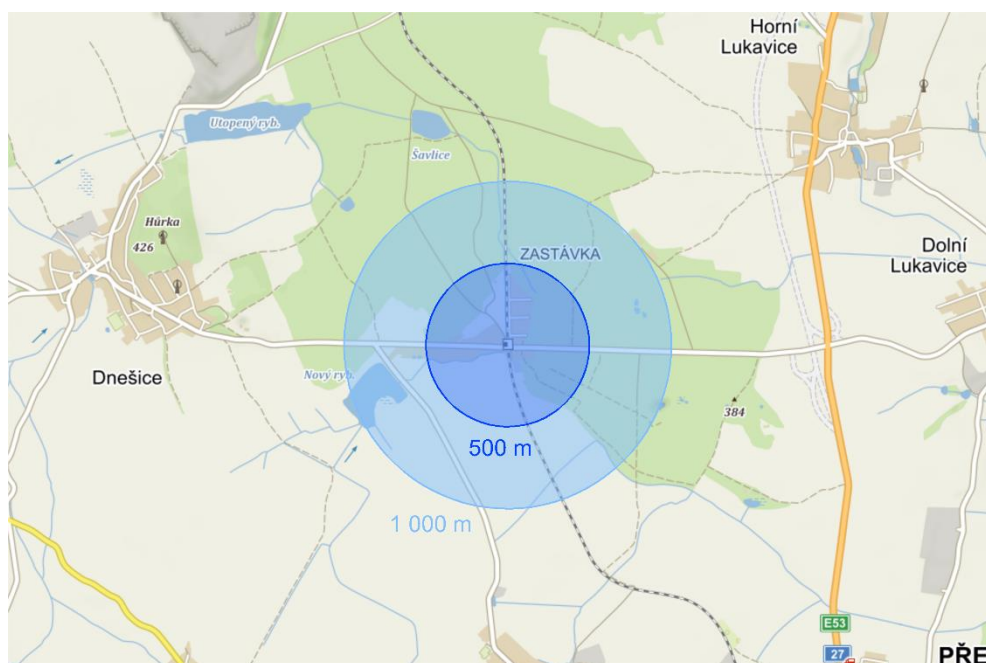 Horní
Lukavice
Utopený ryb.
Šavlice
Hůrka
426
ZASTÁVKA
Dolní
Lukavice
Nový ryb.
Dnešice
384
500 m
1 000 m
E53
27
PŘE